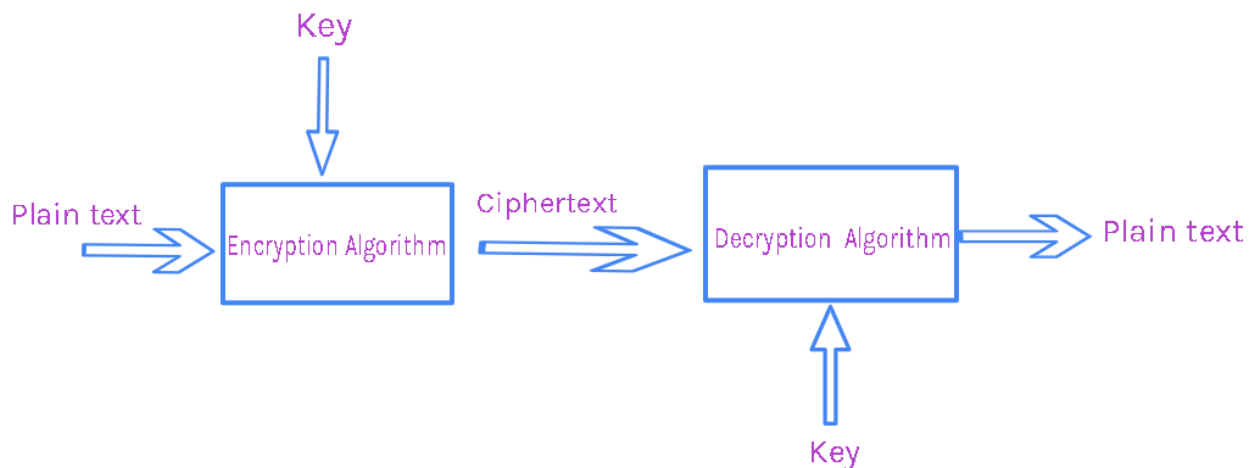 Key
Plain text
Encryption Algorithm
Ciphertext
Decryption Algorithm
Plain text
Key